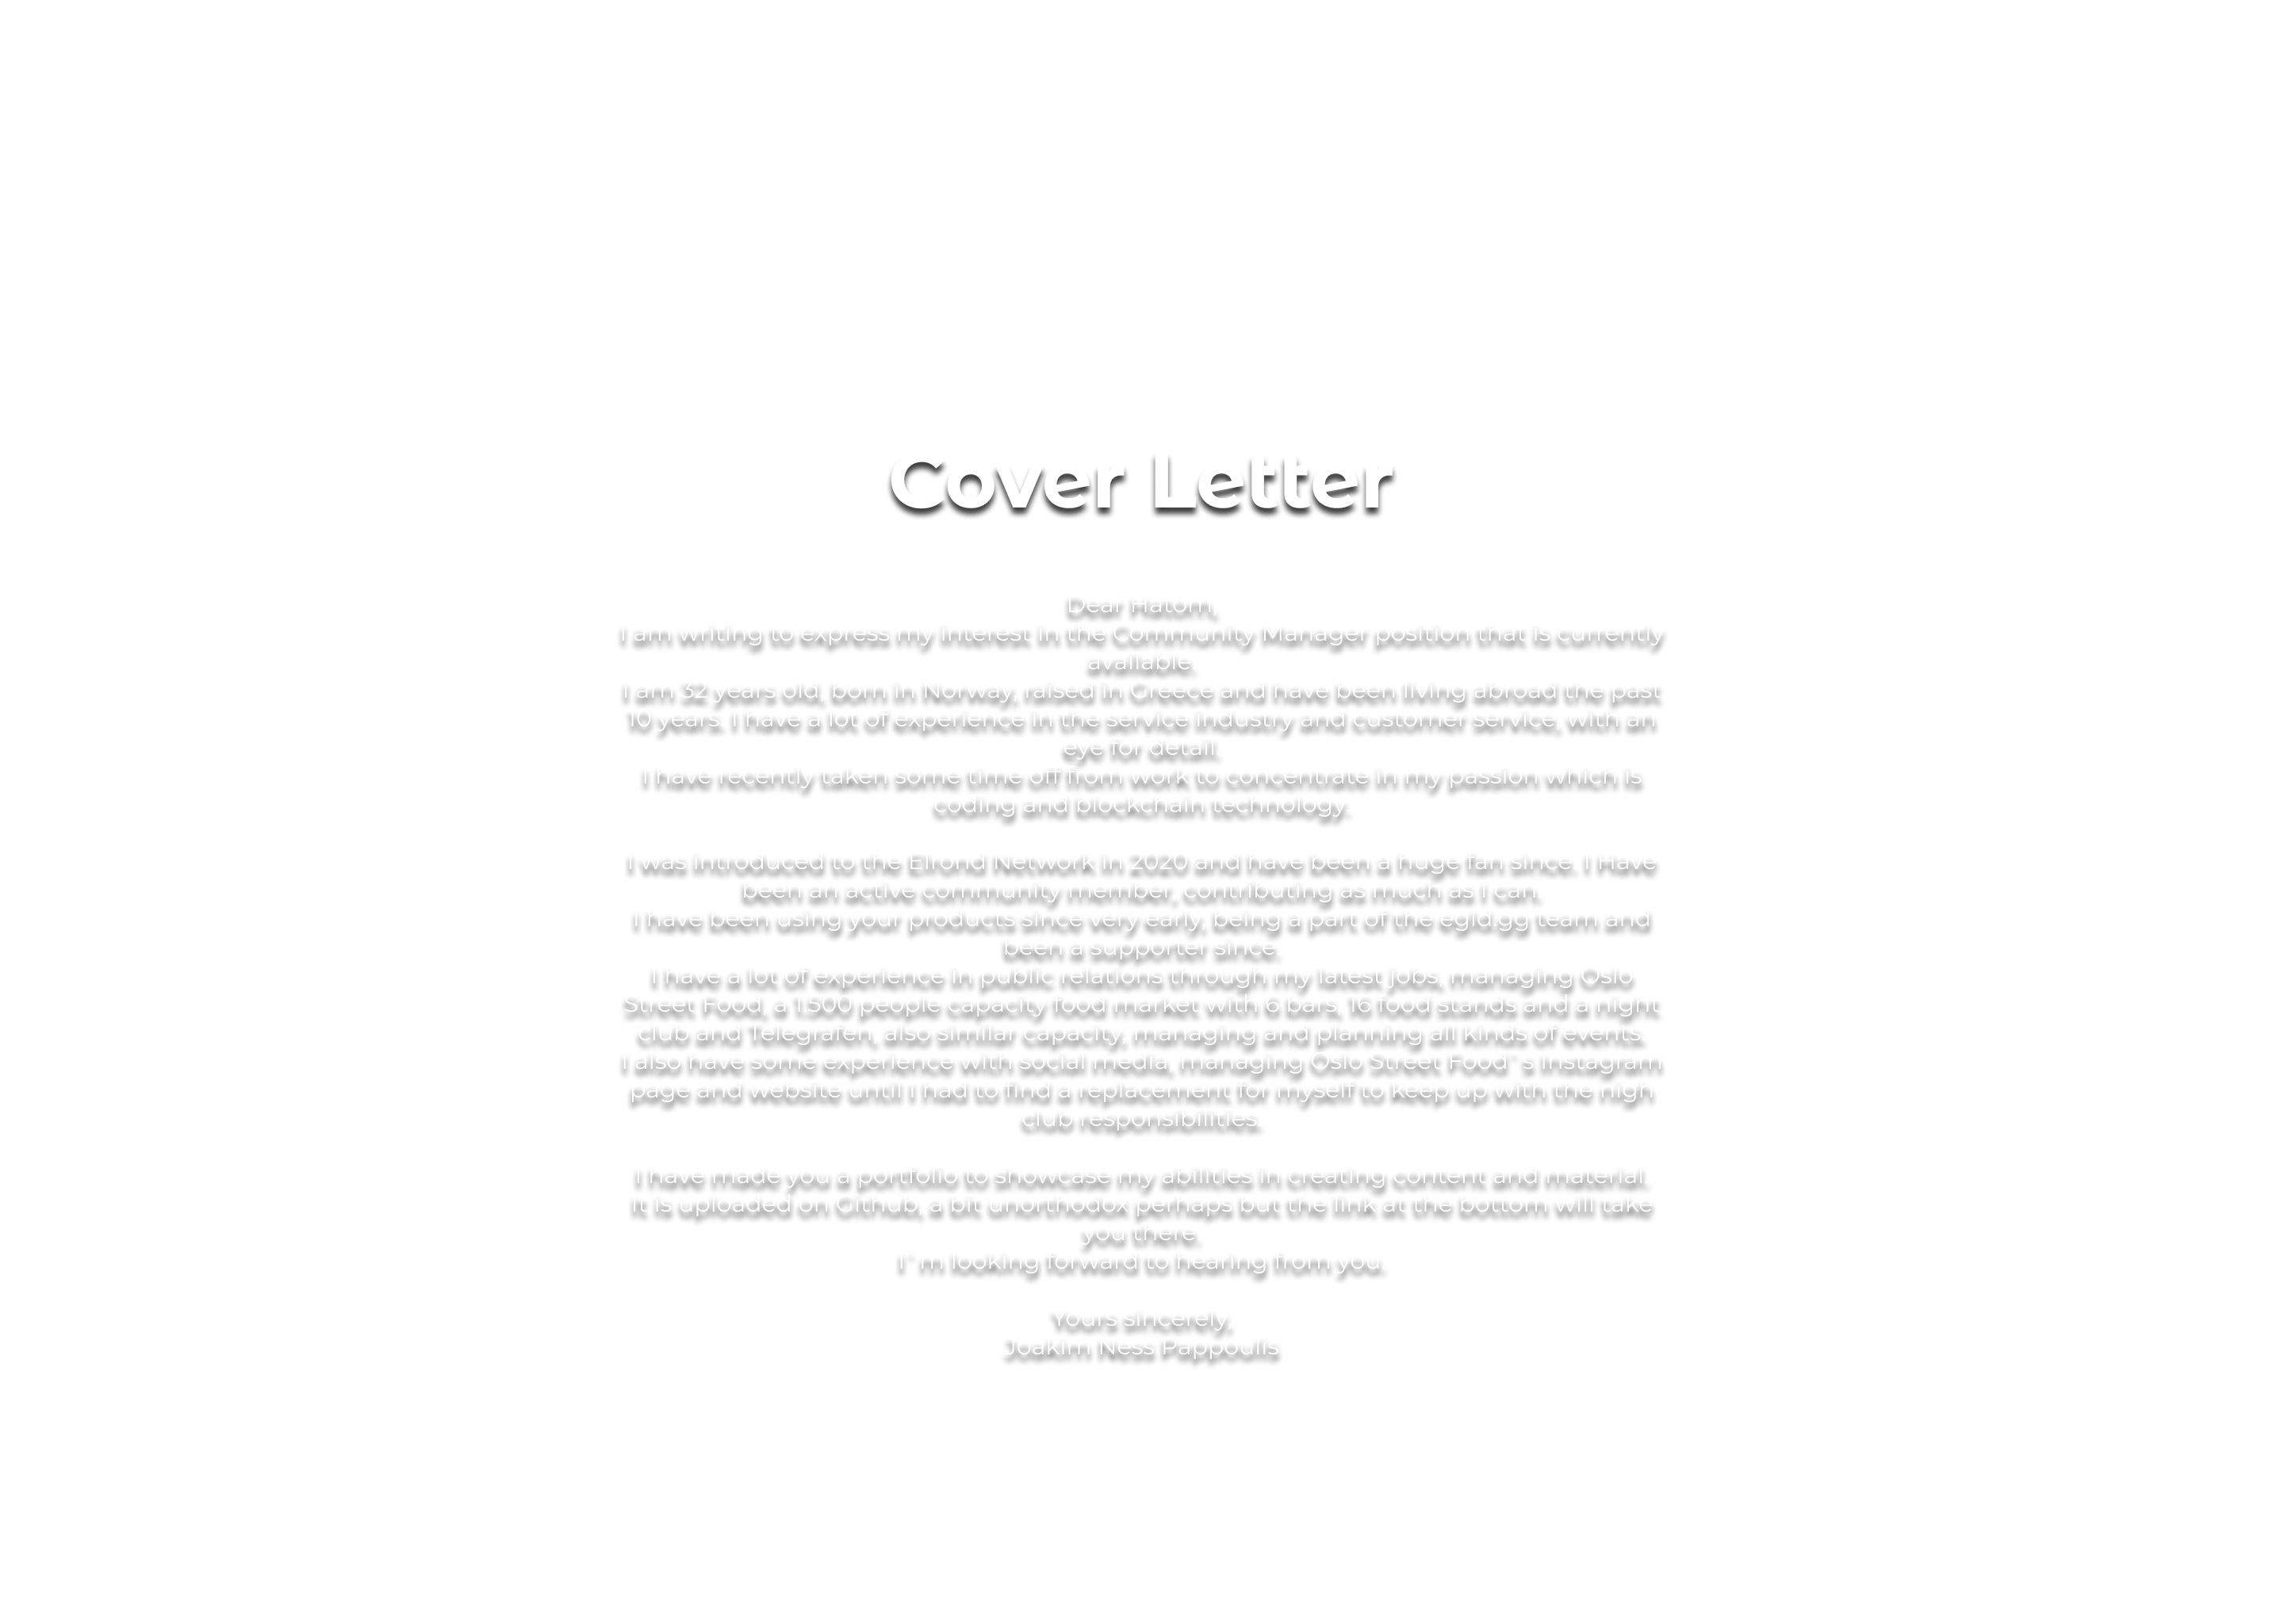 Cover Letter
Dear Hatom,
I am writing to express my interest in the Community Manager position that is currently
available.
I am 32 years old, born in Norway, raised in Greece and have been living abroad the past
10 years. I have a lot of experience in the service industry and customer service, with an
eye for detail.
I have recently taken some time off from work to concentrate in my passion which is
coding and blockchain technology.
I was introduced to the Elrond Network in 2020 and have been a huge fan since. I Have
been an active community member, contributing as much as I can.
I have been using your products since very early, being a part of the egld.gg team and
been a supporter since.
I have a lot of experience in public relations through my latest jobs, managing Oslo
Street Food, a 1.500 people capacity food market with 6 bars, 16 food stands and a night
club and Telegrafen, also similar capacity, managing and planning all kinds of events.
I also have some experience with social media, managing Oslo Street Food`s Instagram
page and website until I had to find a replacement for myself to keep up with the nigh
club responsibilities.
I have made you a portfolio to showcase my abilities in creating content and material.
It is uploaded on Github, a bit unorthodox perhaps but the link at the bottom will take
you there.
I`m looking forward to hearing from you.
Yours sincerely,
Joakim Ness Pappoulis